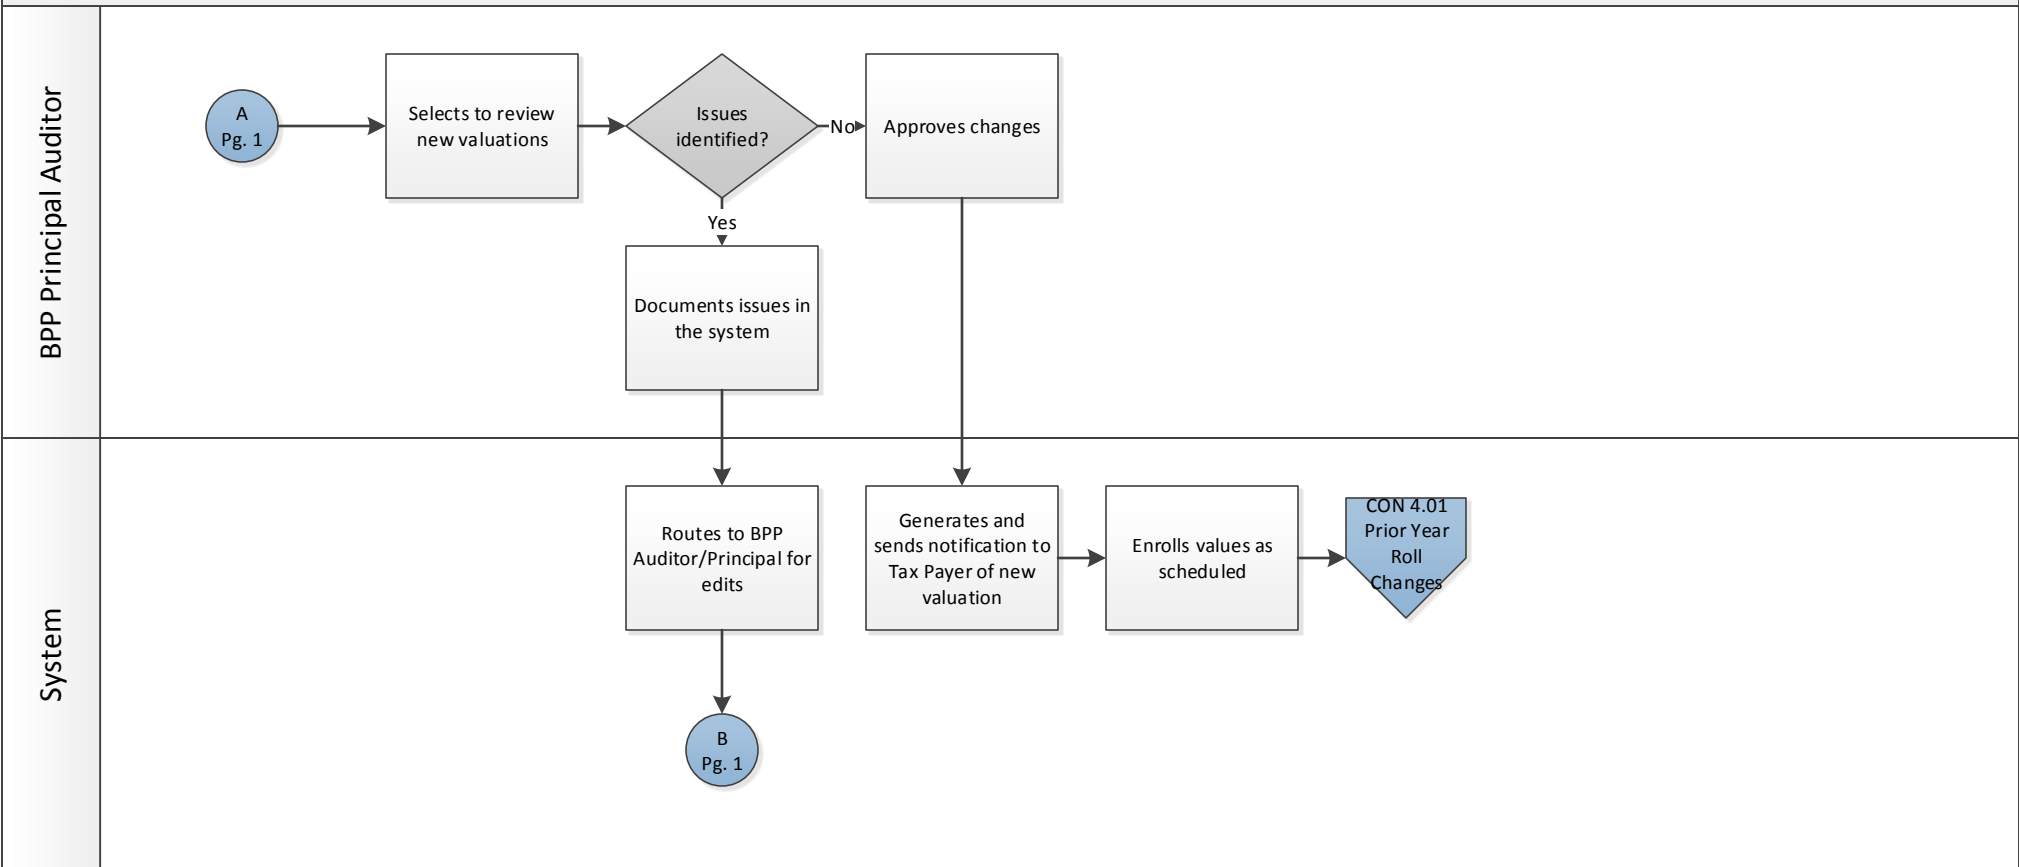 BPP Principal Auditor
A
Pg. 1
Selects to review
new valuations
Issues
identified?
No
Approves changes
Yes
Documents issues in
the system
System
Routes to BPP
Auditor/Principal for
edits
Generates and
sends notification to
Tax Payer of new
valuation
Enrolls values as
scheduled
CON 4.01
Prior Year
Roll
Changes
B
Pg. 1